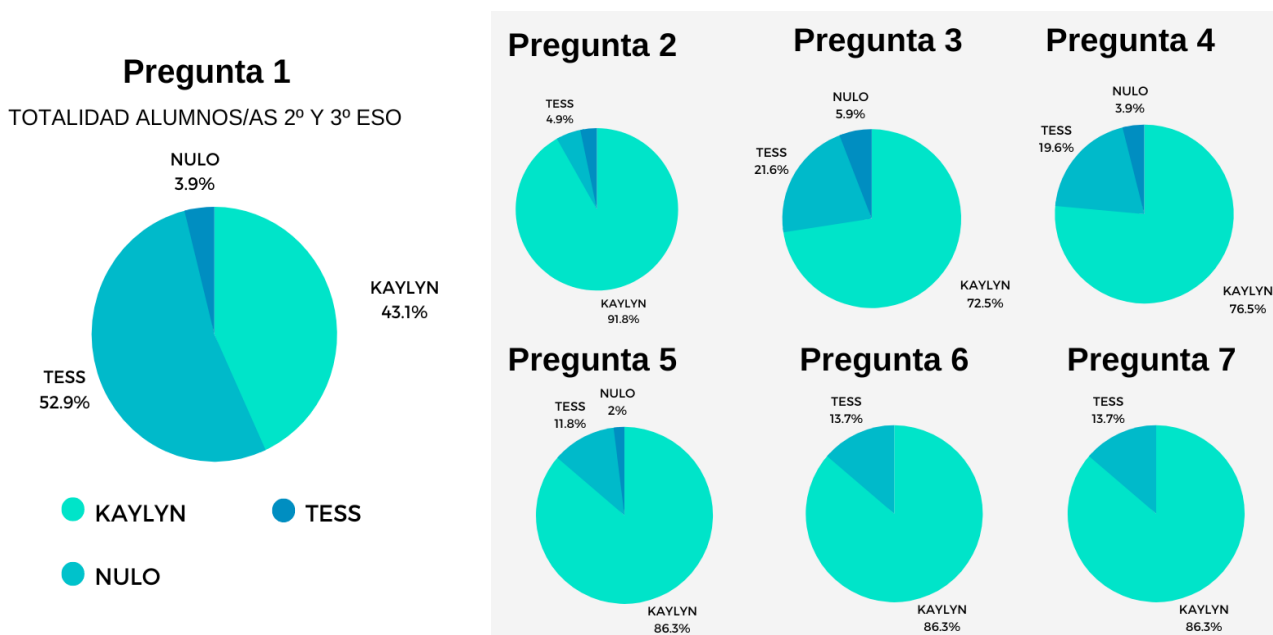 Pregunta 1
TOTALIDAD ALUMNOS/AS 2º Y 3º ESO
NULO
3.9%
KAYLYN
43.1%
TESS
52.9%
KAYLYN
TESS
NULO
Pregunta 2
TESS
4.9%
KAYLYN
91.8%
Pregunta 3
NULO
5.9%
TESS
21.6%
KAYLYN
72.5%
Pregunta 4
NULO
3.9%
TESS
19.6%
KAYLYN
76.5%
Pregunta 5
NULO
2%
TESS
11.8%
KAYLYN
86.3%
Pregunta 6
TESS
13.7%
KAYLYN
86.3%
Pregunta 7
TESS
13.7%
KAYLYN
86.3%